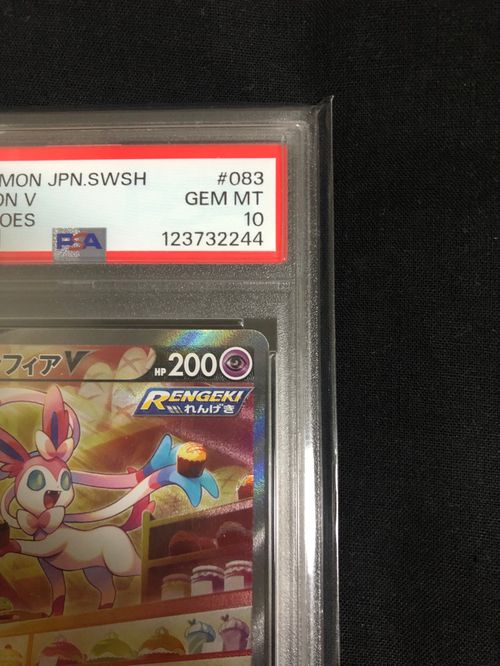 MON JPN.SWSH #083
ON V GEM MT
OES 10
PSA 123732244
フィアV HP 200
RENGEKI
れんげき